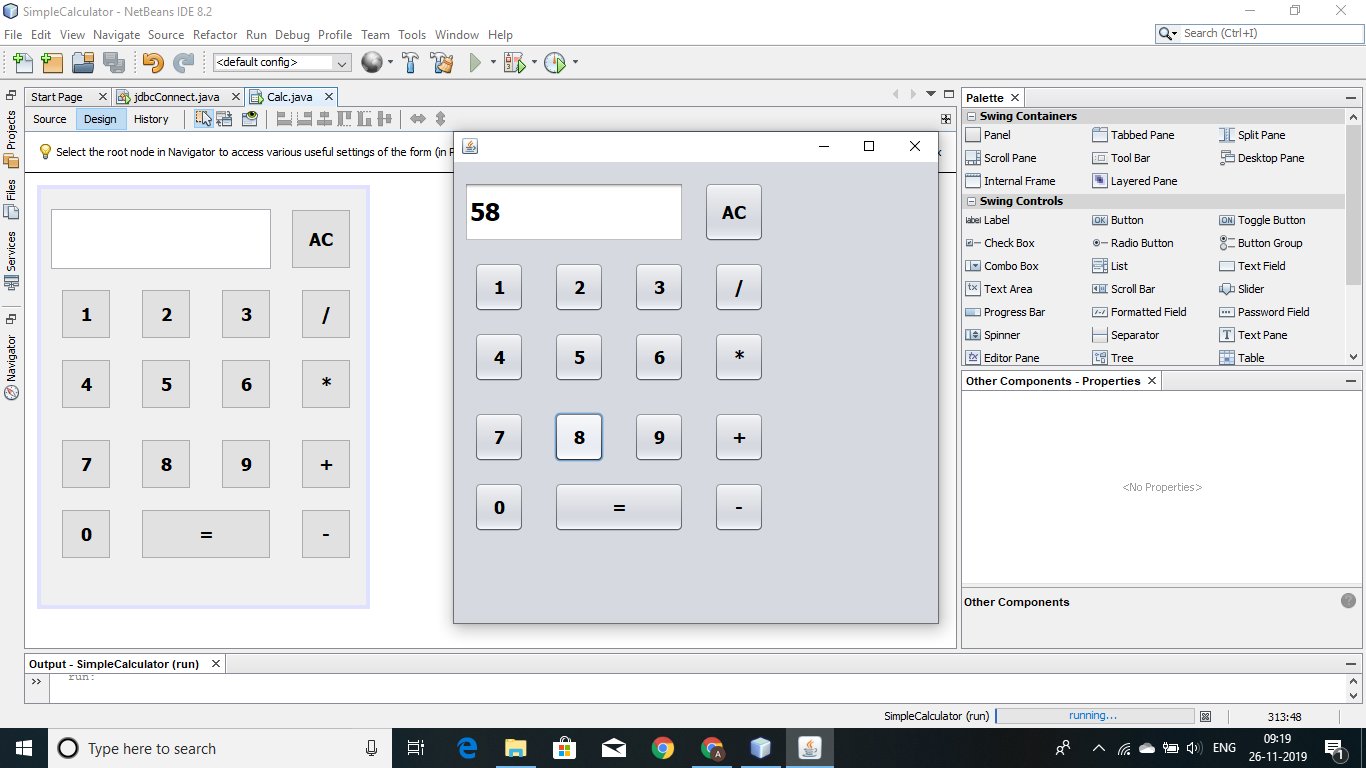 SimpleCalculator - NetBeans IDE 8.2
File Edit View Navigate Source Refactor Run Debug Profile Team Tools Window Help
Search (Ctrl+I)
<default config>
Start Page jdbcConnect.java Calc.java
Source Design History
Select the root node in Navigator to access various useful settings of the form (in
Projects
Files
Services
Navigator
AC
1 2 3 /
4 5 6 *
7 8 9 +
0 = -
58
AC
1 2 3 /
4 5 6 *
7 8 9 +
0 = -
Palette
Swing Containers
Panel Tabbed Pane Split Pane
Scroll Pane Tool Bar Desktop Pane
Internal Frame Layered Pane
Swing Controls
label Label OK Button ON Toggle Button
Check Box Radio Button Button Group
Combo Box List Text Field
Text Area Scroll Bar Slider
Progress Bar Formatted Field Password Field
Spinner Separator Text Pane
Editor Pane Tree Table
Other Components - Properties
<No Properties>
Other Components
Output - SimpleCalculator (run)
run:
SimpleCalculator (run) running... 313:48
Type here to search
ENG
09:19
26-11-2019
1